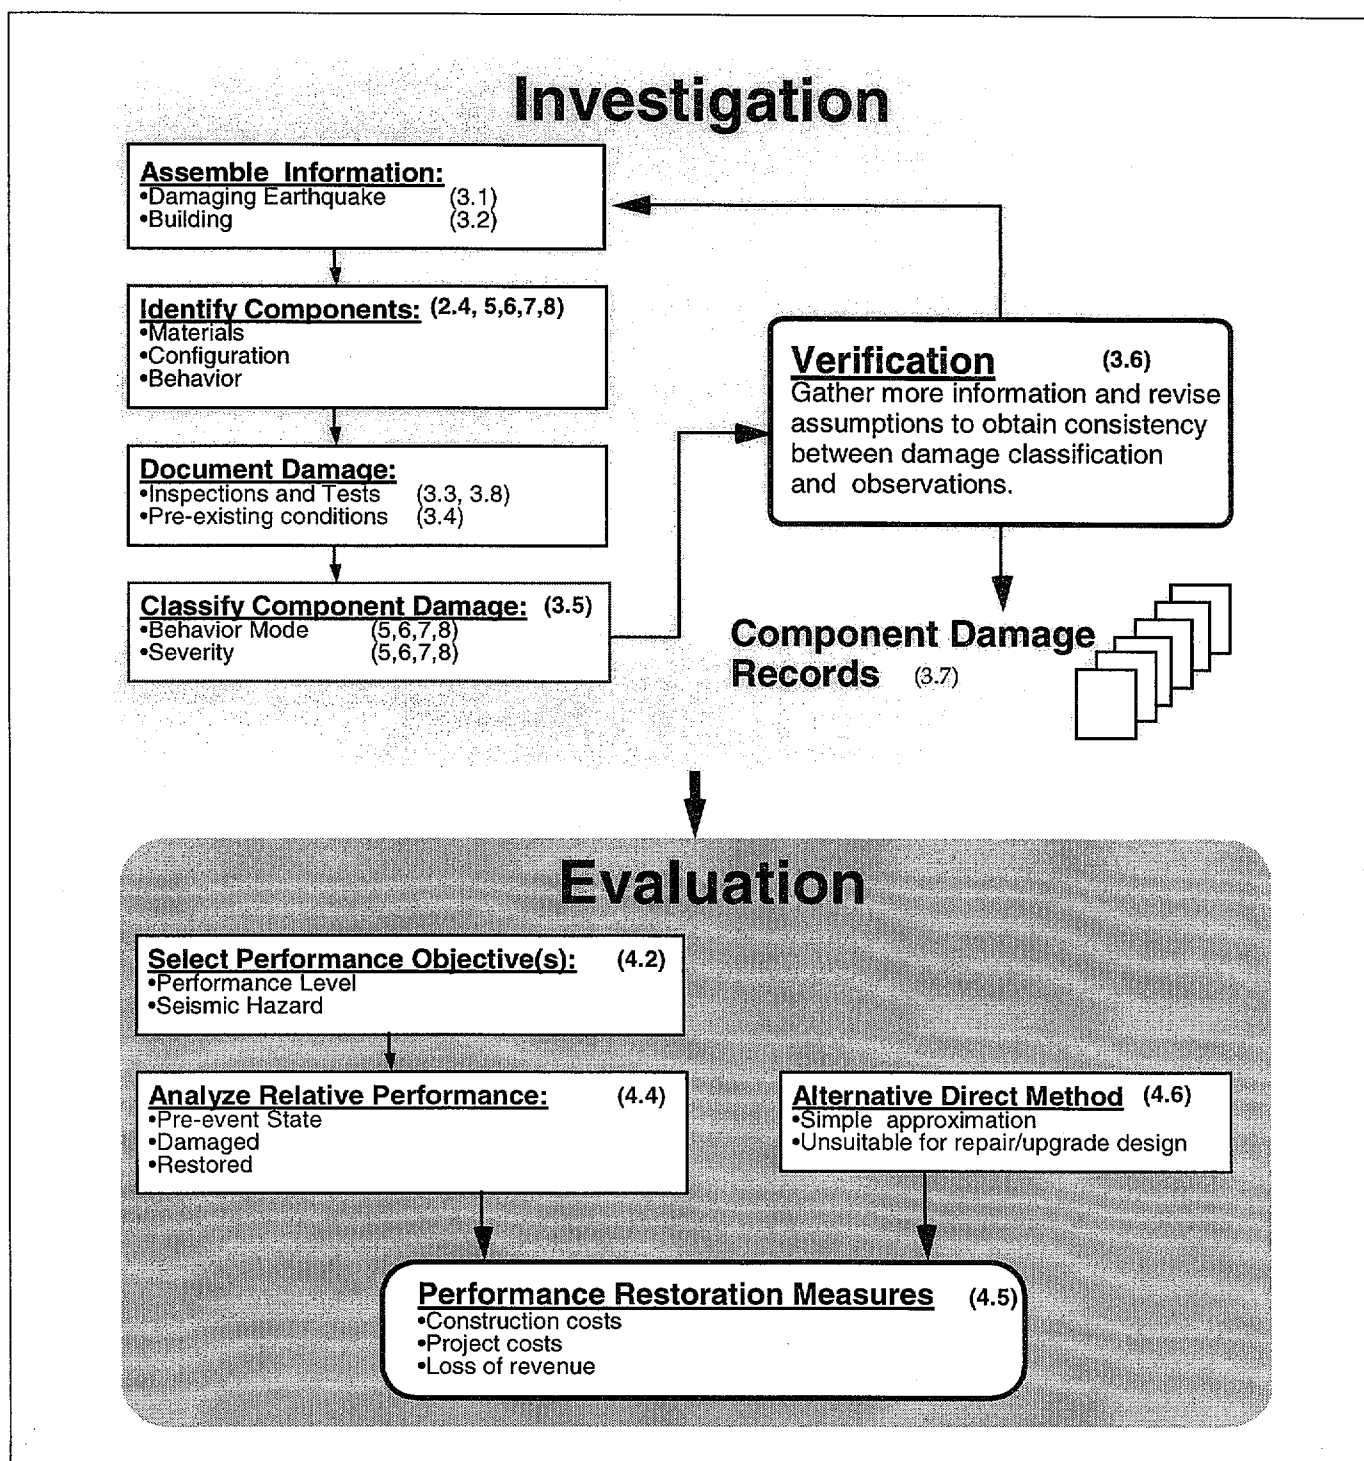 Investigation
Assemble Information:
•Damaging Earthquake (3.1)
•Building (3.2)
Identify Components: (2.4, 5,6,7,8)
•Materials
•Configuration
•Behavior
Document Damage:
•Inspections and Tests (3.3, 3.8)
•Pre-existing conditions (3.4)
Classify Component Damage: (3.5)
•Behavior Mode (5,6,7,8)
•Severity (5,6,7,8)
Verification (3.6)
Gather more information and revise
assumptions to obtain consistency
between damage classification
and observations.
Component Damage
Records (3.7)
Evaluation
Select Performance Objective(s): (4.2)
•Performance Level
•Seismic Hazard
Analyze Relative Performance: (4.4)
•Pre-event State
•Damaged
•Restored
Alternative Direct Method (4.6)
•Simple approximation
•Unsuitable for repair/upgrade design
Performance Restoration Measures (4.5)
•Construction costs
•Project costs
•Loss of revenue